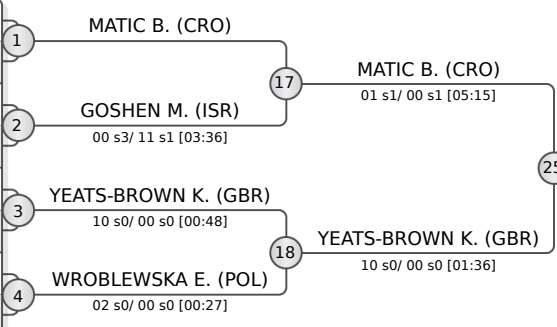 MATIC B. (CRO)
1
17
MATIC B. (CRO)
01 s1/ 00 s1 [05:15]
GOSHEN M. (ISR)
2
00 s3/ 11 s1 [03:36]
25
YEATS-BROWN K. (GBR)
3
10 s0/ 00 s0 [00:48]
18
YEATS-BROWN K. (GBR)
10 s0/ 00 s0 [01:36]
WROBLEWSKA E. (POL)
4
02 s0/ 00 s0 [00:27]